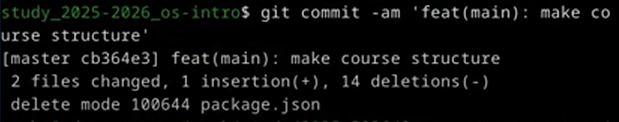 study_2025-2026_os-intro$ git commit -am 'feat(main): make co
urse structure'
[master cb364e3] feat(main): make course structure
 2 files changed, 1 insertion(+), 14 deletions(-)
 delete mode 100644 package.json